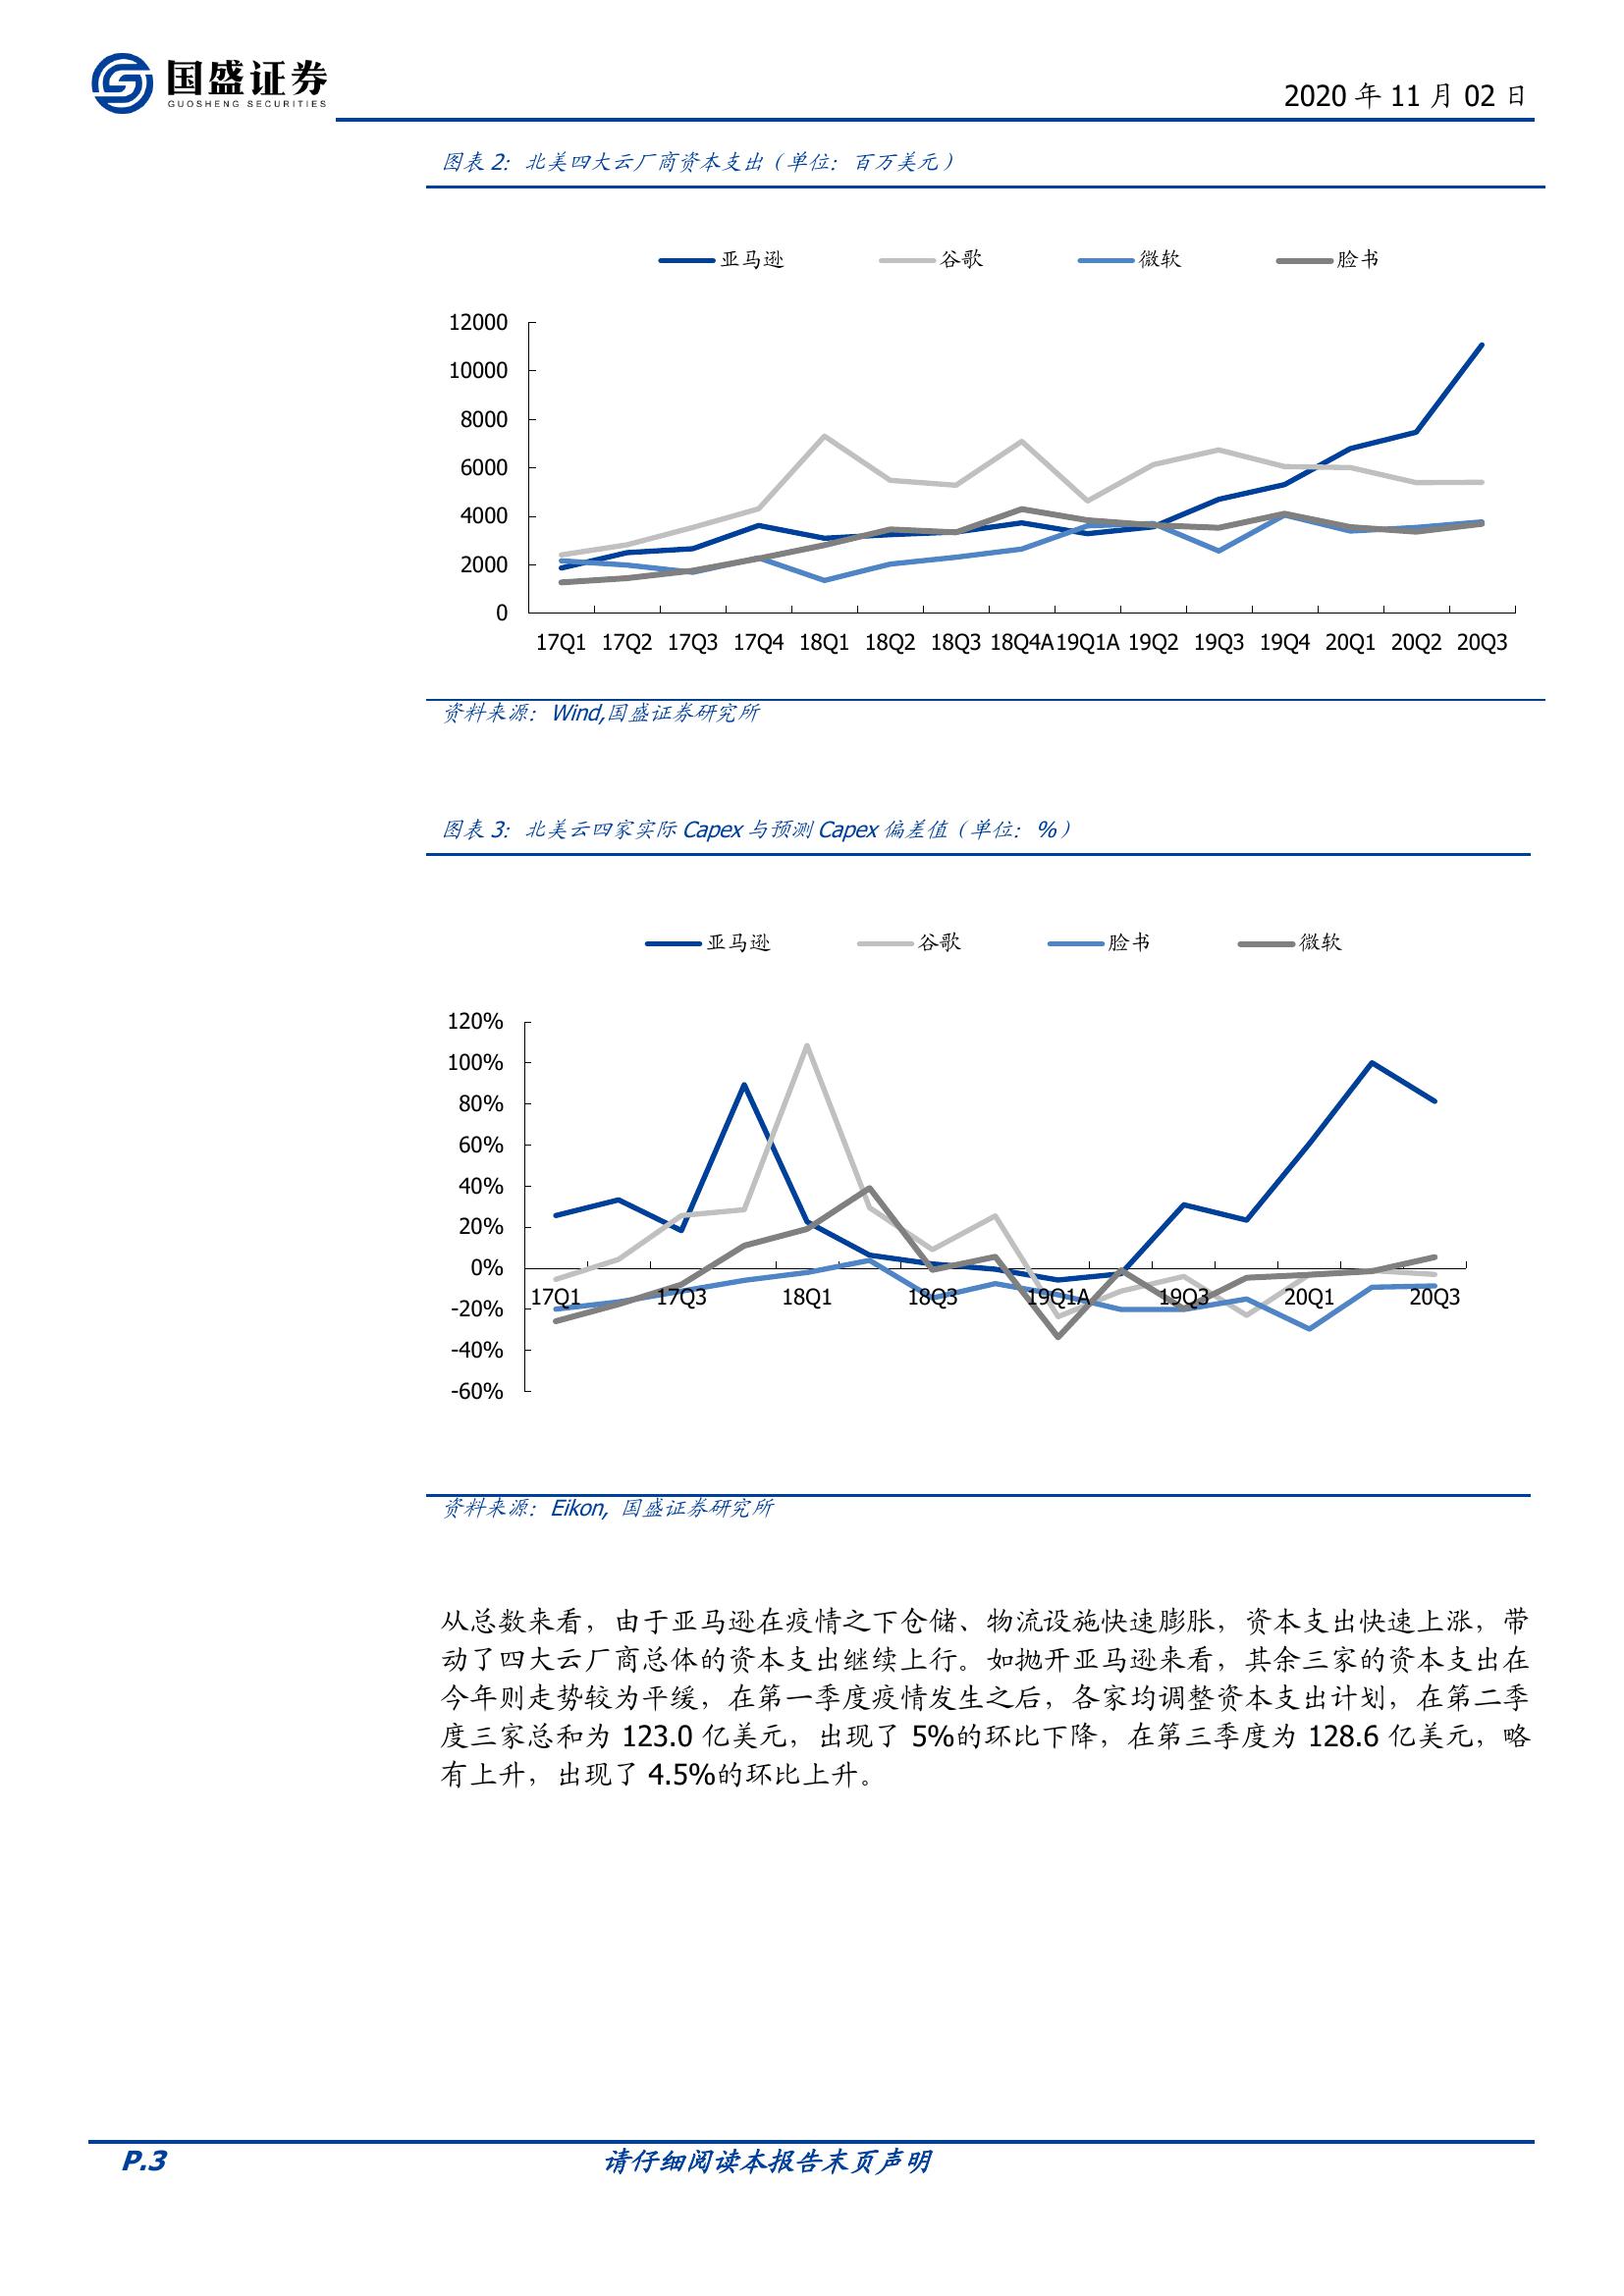 国盛证券
GUOSHENG SECURITIES
2020 年 11 月 02 日
图表 2：北美四大云厂商资本支出（单位：百万美元）
亚马逊 谷歌 微软 脸书
12000
10000
8000
6000
4000
2000
0
17Q1 17Q2 17Q3 17Q4 18Q1 18Q2 18Q3 18Q4A 19Q1A 19Q2 19Q3 19Q4 20Q1 20Q2 20Q3
资料来源：Wind,国盛证券研究所
图表 3：北美云四家实际 Capex 与预测 Capex 偏差值（单位：%）
亚马逊 谷歌 脸书 微软
120%
100%
80%
60%
40%
20%
0%
-20%
-40%
-60%
17Q1 17Q3 18Q1 18Q3 19Q1A 19Q3 20Q1 20Q3
资料来源：Eikon, 国盛证券研究所
从总数来看，由于亚马逊在疫情之下仓储、物流设施快速膨胀，资本支出快速上涨，带
动了四大云厂商总体的资本支出继续上行。如抛开亚马逊来看，其余三家的资本支出在
今年则走势较为平缓，在第一季度疫情发生之后，各家均调整资本支出计划，在第二季
度三家总和为 123.0 亿美元，出现了 5%的环比下降，在第三季度为 128.6 亿美元，略
有上升，出现了 4.5%的环比上升。
P.3 请仔细阅读本报告末页声明